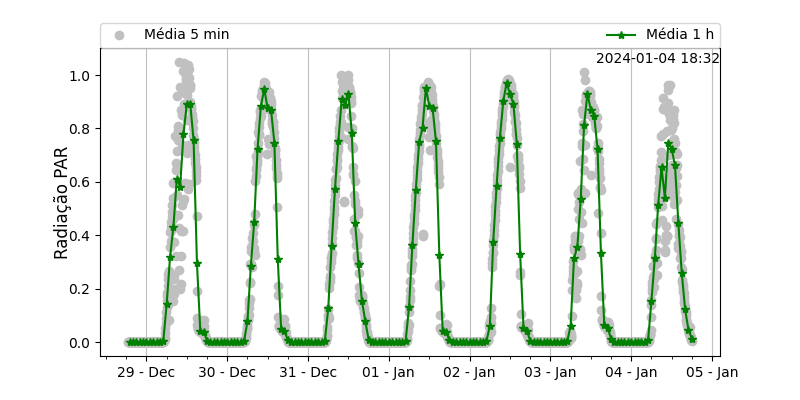 Média 5 min
Média 1 h
2024-01-04 18:32
Radiação PAR
1.0
0.8
0.6
0.4
0.2
0.0
29 - Dec
30 - Dec
31 - Dec
01 - Jan
02 - Jan
03 - Jan
04 - Jan
05 - Jan